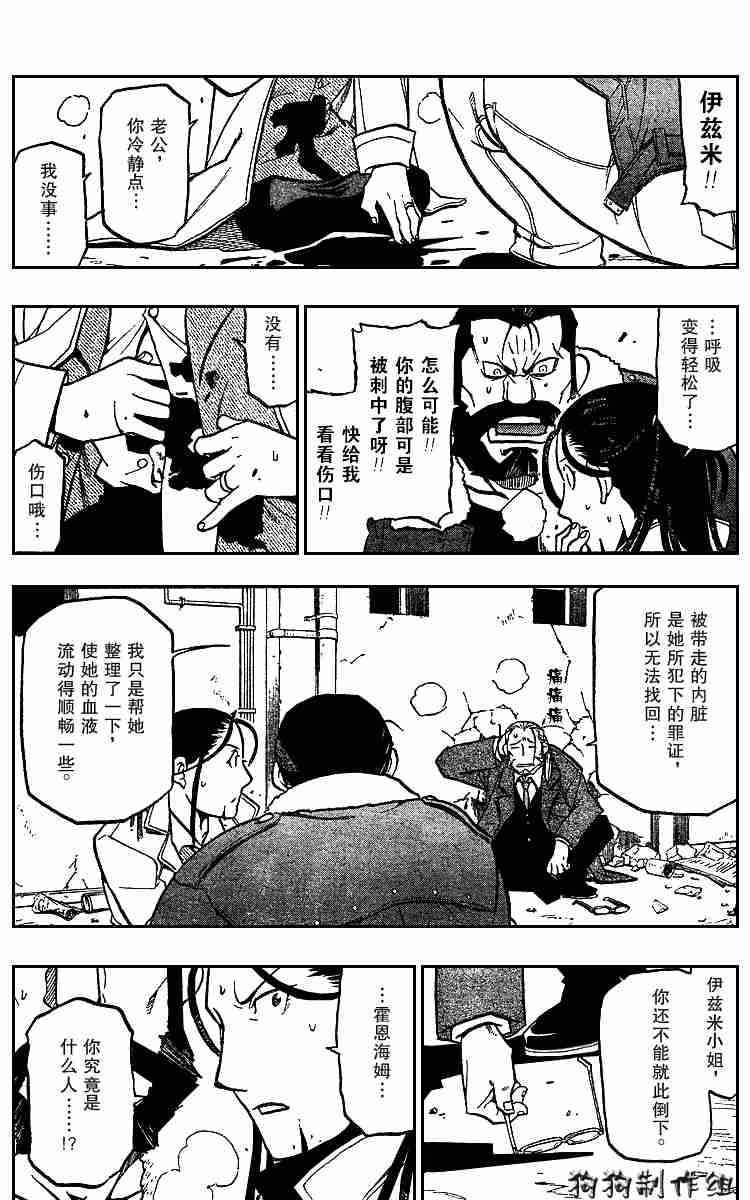 伊兹米!!
老公，
你冷静点…
我没事……
…呼吸
变得轻松了…
怎么可能!!
你的腹部可是
被刺中了呀!!
快给我
看看伤口!!
没有……
伤口哦…
被带走的内脏
是她所犯下的罪证，
所以无法找回…
痛
痛
痛
我只是帮她
整理了一下，
使她的血液
流动得顺畅一些。
伊兹米小姐，
你还不能就此倒下。
…霍恩海姆…
你究竟是
什么人……!?
狗狗制作组